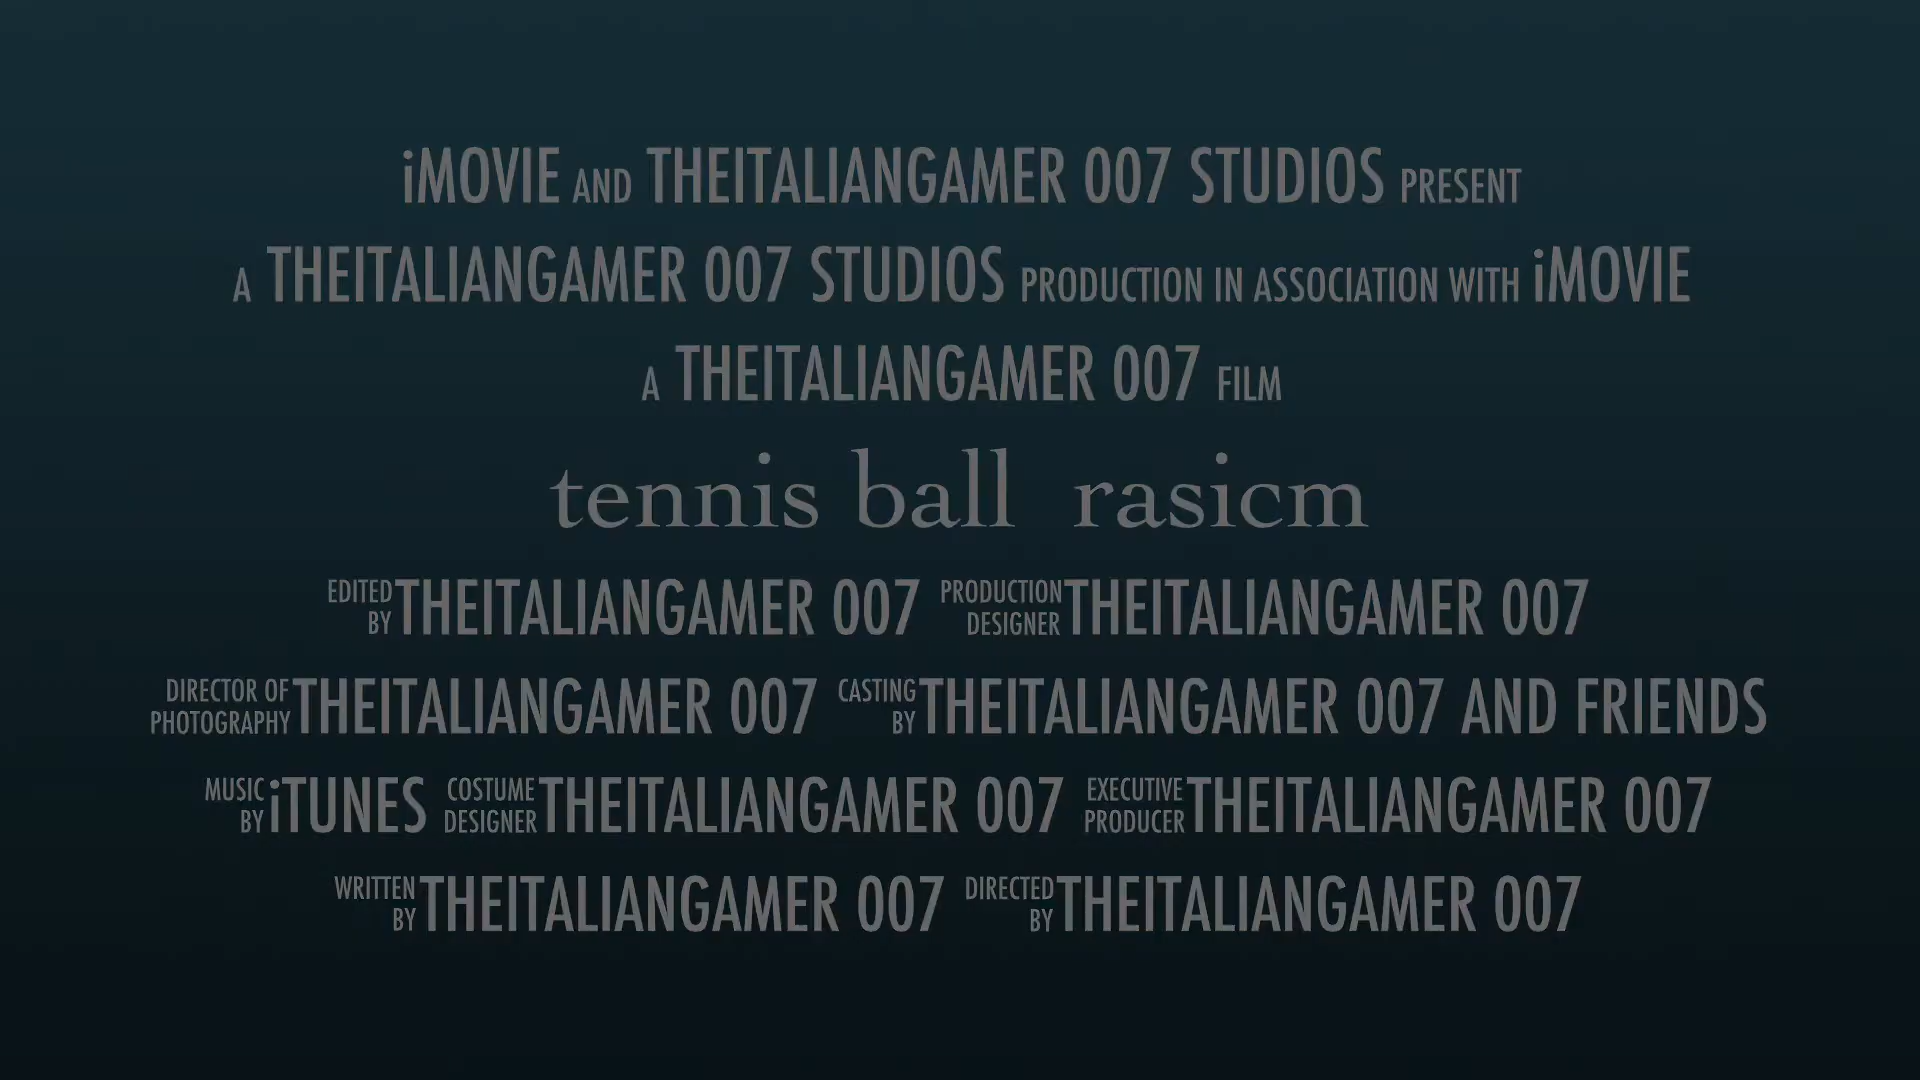 iMOVIE AND THEITALIANGAMER 007 STUDIOS PRESENT
A THEITALIANGAMER 007 STUDIOS PRODUCTION IN ASSOCIATION WITH iMOVIE
A THEITALIANGAMER 007 FILM
tennis ball rasicm
EDITED BY THEITALIANGAMER 007 PRODUCTION DESIGNER THEITALIANGAMER 007
DIRECTOR OF PHOTOGRAPHY THEITALIANGAMER 007 CASTING BY THEITALIANGAMER 007 AND FRIENDS
MUSIC BY iTUNES COSTUME DESIGNER THEITALIANGAMER 007 EXECUTIVE PRODUCER THEITALIANGAMER 007
WRITTEN BY THEITALIANGAMER 007 DIRECTED BY THEITALIANGAMER 007